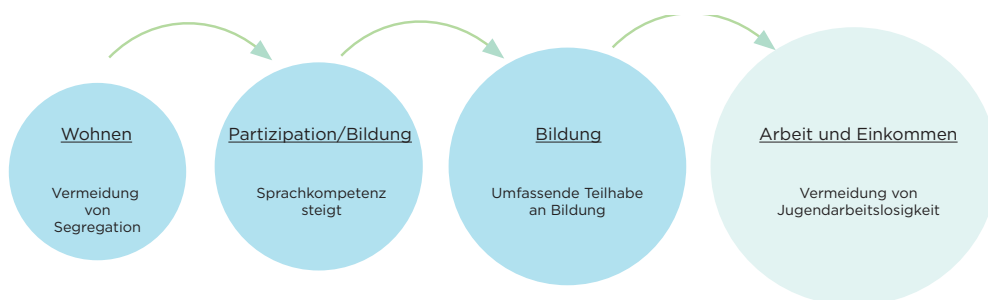 Wohnen
Vermeidung
von
Segregation
Partizipation/Bildung
Sprachkompetenz
steigt
Bildung
Umfassende Teilhabe
an Bildung
Arbeit und Einkommen
Vermeidung von
Jugendarbeitslosigkeit